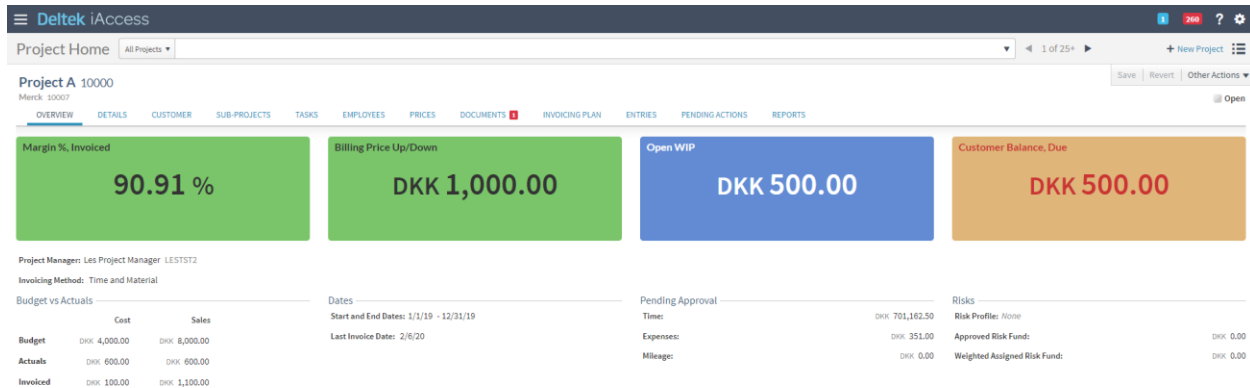 Deltek iAccess 1 260 ?
Project Home All Projects 1 of 25+ + New Project
Project A 10000 Save Revert Other Actions
Merck 10007 Open
OVERVIEW DETAILS CUSTOMER SUB-PROJECTS TASKS EMPLOYEES PRICES DOCUMENTS 1 INVOICING PLAN ENTRIES PENDING ACTIONS REPORTS
Margin %, Invoiced Billing Price Up/Down Open WIP Customer Balance, Due
90.91 % DKK 1,000.00 DKK 500.00 DKK 500.00
Project Manager: Les Project Manager LESTST2
Invoicing Method: Time and Material
Budget vs Actuals Dates Pending Approval Risks
Cost Sales Start and End Dates: 1/1/19 - 12/31/19 Time: DKK 701,162.50 Risk Profile: None
Budget DKK 4,000.00 DKK 8,000.00 Last Invoice Date: 2/6/20 Expenses: DKK 351.00 Approved Risk Fund: DKK 0.00
Actuals DKK 600.00 DKK 600.00 Mileage: DKK 0.00 Weighted Assigned Risk Fund: DKK 0.00
Invoiced DKK 100.00 DKK 1,100.00